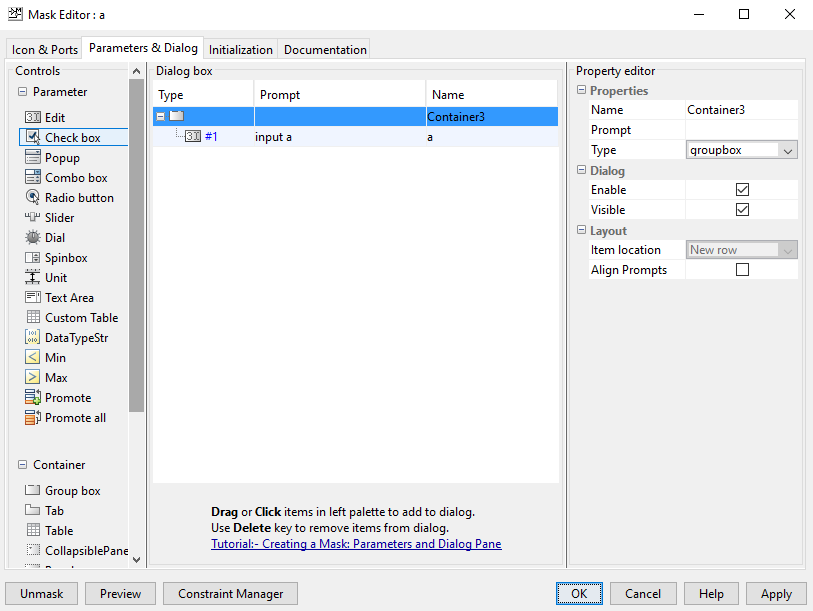 Mask Editor : a
Icon & Ports Parameters & Dialog Initialization Documentation
Controls
Parameter
Edit
Check box
Popup
Combo box
Radio button
Slider
Dial
Spinbox
Unit
Text Area
Custom Table
DataTypeStr
Min
Max
Promote
Promote all
Container
Group box
Tab
Table
CollapsiblePane
Dialog box
Type Prompt Name
Container3
#1 input a a
Drag or Click items in left palette to add to dialog.
Use Delete key to remove items from dialog.
Tutorial:- Creating a Mask: Parameters and Dialog Pane
Property editor
Properties
Name Container3
Prompt
Type groupbox
Dialog
Enable
Visible
Layout
Item location New row
Align Prompts
Unmask Preview Constraint Manager OK Cancel Help Apply